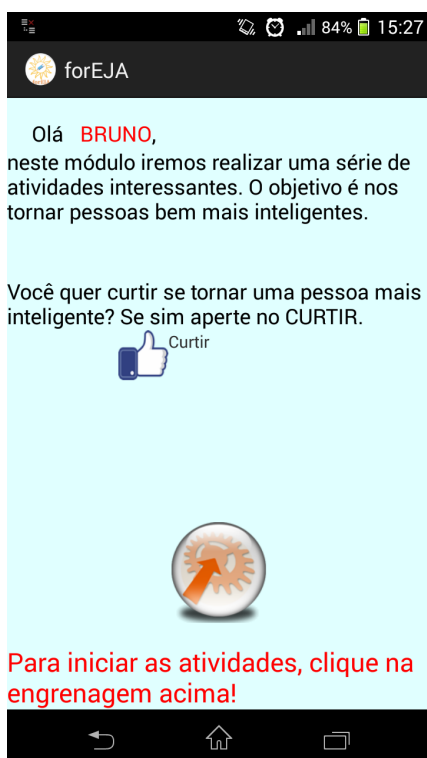 84% 15:27
forEJA
Olá BRUNO,
neste módulo iremos realizar uma série de
atividades interessantes. O objetivo é nos
tornar pessoas bem mais inteligentes.
Você quer curtir se tornar uma pessoa mais
inteligente? Se sim aperte no CURTIR.
Curtir
Para iniciar as atividades, clique na
engrenagem acima!